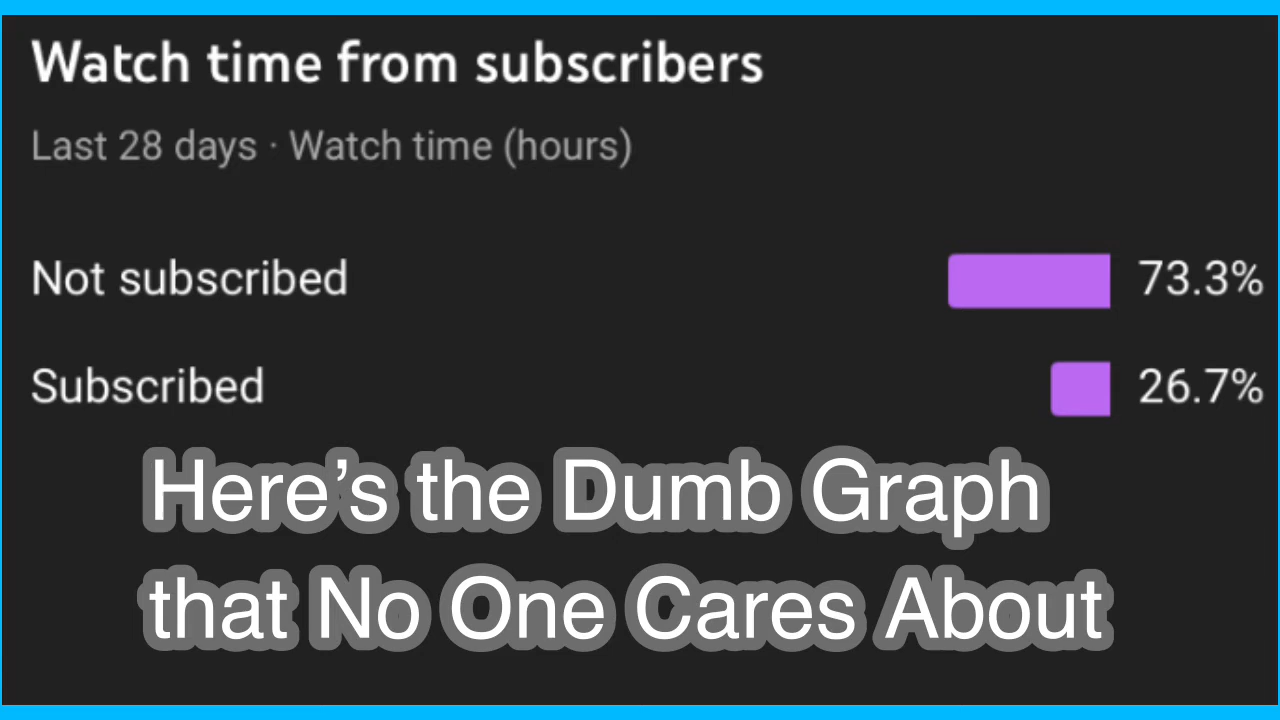 Watch time from subscribers
Last 28 days · Watch time (hours)
Not subscribed 73.3%
Subscribed 26.7%
Here’s the Dumb Graph
that No One Cares About